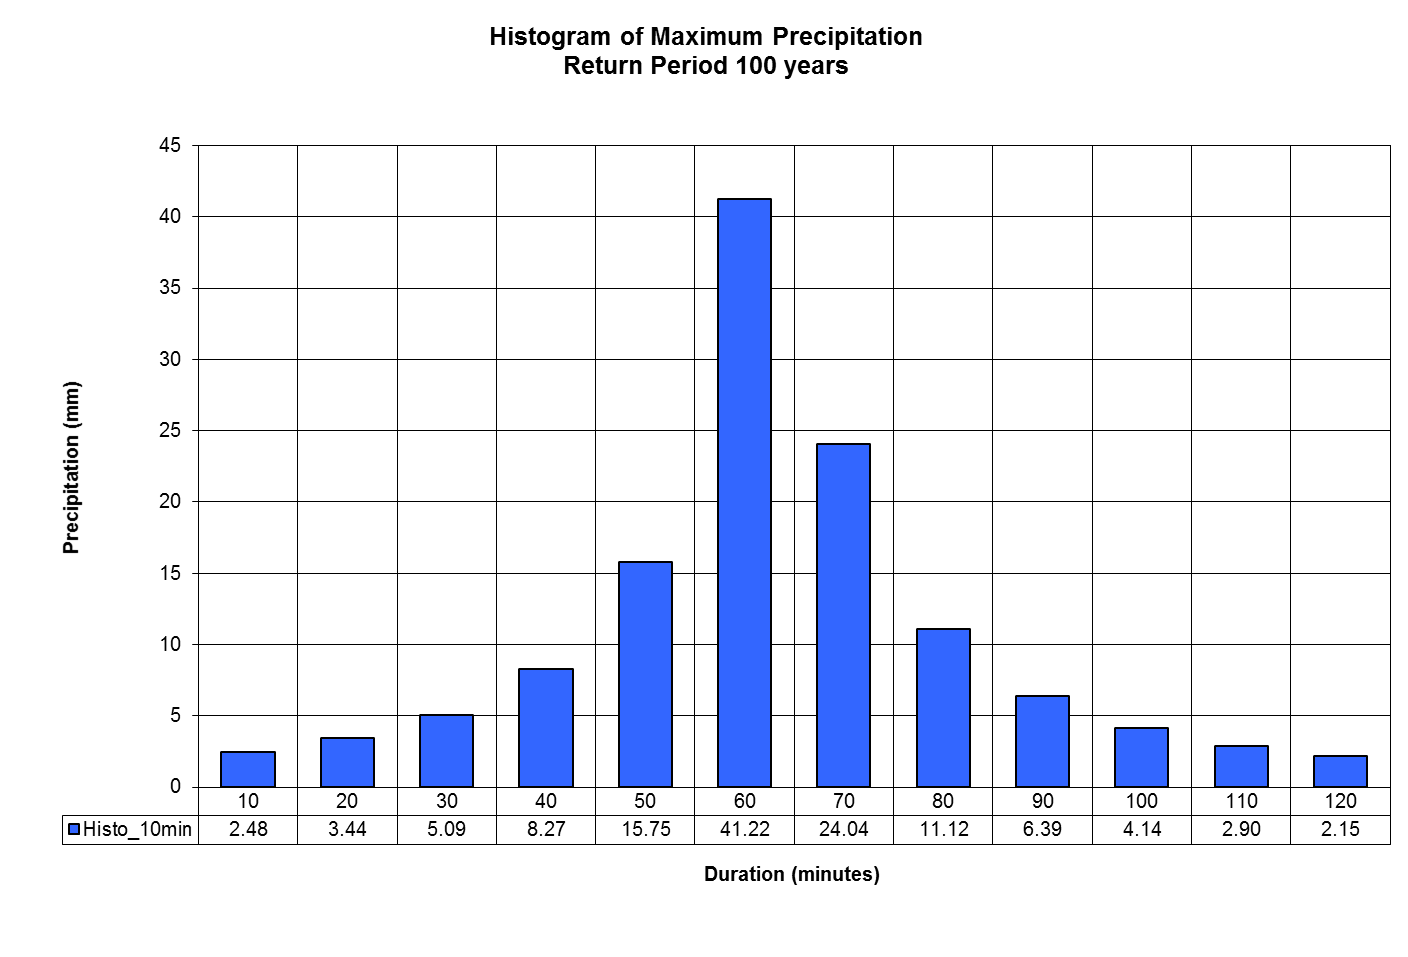 Histogram of Maximum Precipitation
Return Period 100 years
45
40
35
30
25
20
15
10
5
0
Precipitation (mm)
10 20 30 40 50 60 70 80 90 100 110 120
Histo_10min 2.48 3.44 5.09 8.27 15.75 41.22 24.04 11.12 6.39 4.14 2.90 2.15
Duration (minutes)